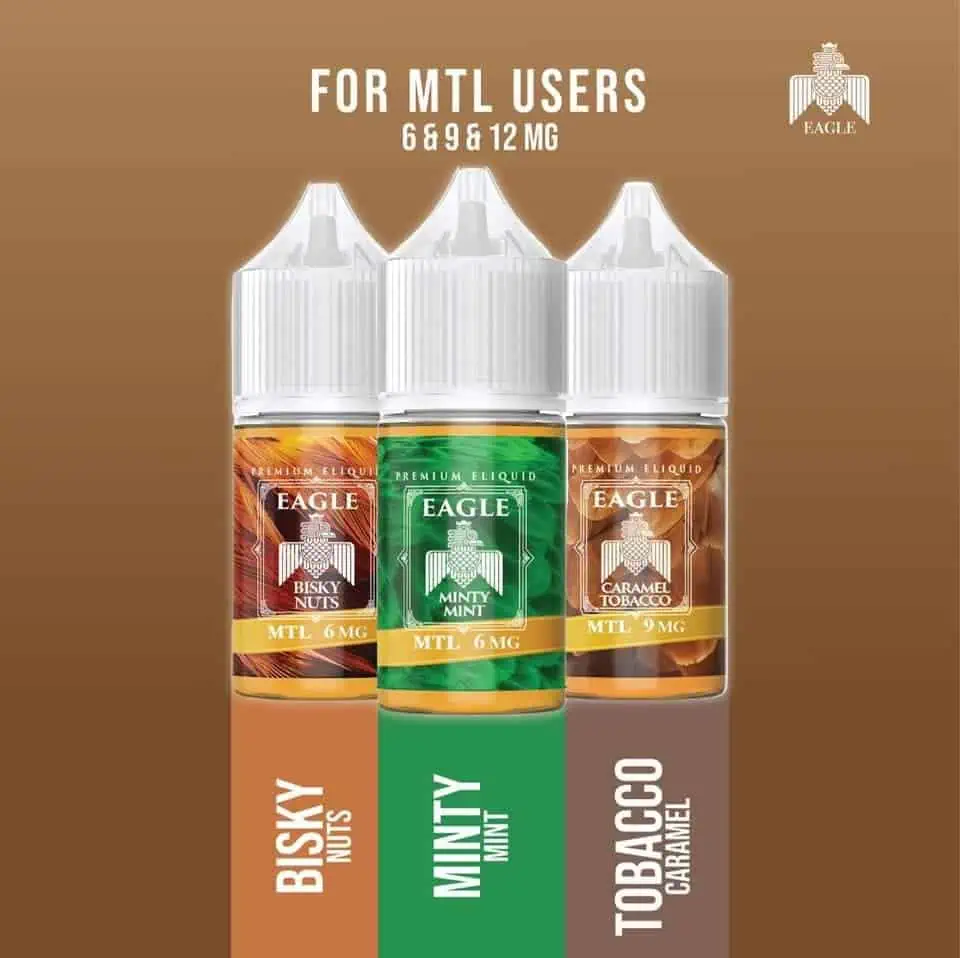 FOR MTL USERS
6 & 9 & 12 MG
EAGLE
PREMIUM ELIQUI
EAGLE
BISKY
NUTS
MTL 6 MG
PREMIUM ELIQUID
EAGLE
MINTY
MINT
MTL 6 MG
PREMIUM ELIQUID
EAGLE
CARAMEL
TOBACCO
MTL 9 MG
BISKY
NUTS
MINTY
MINT
TOBACCO
CARAMEL